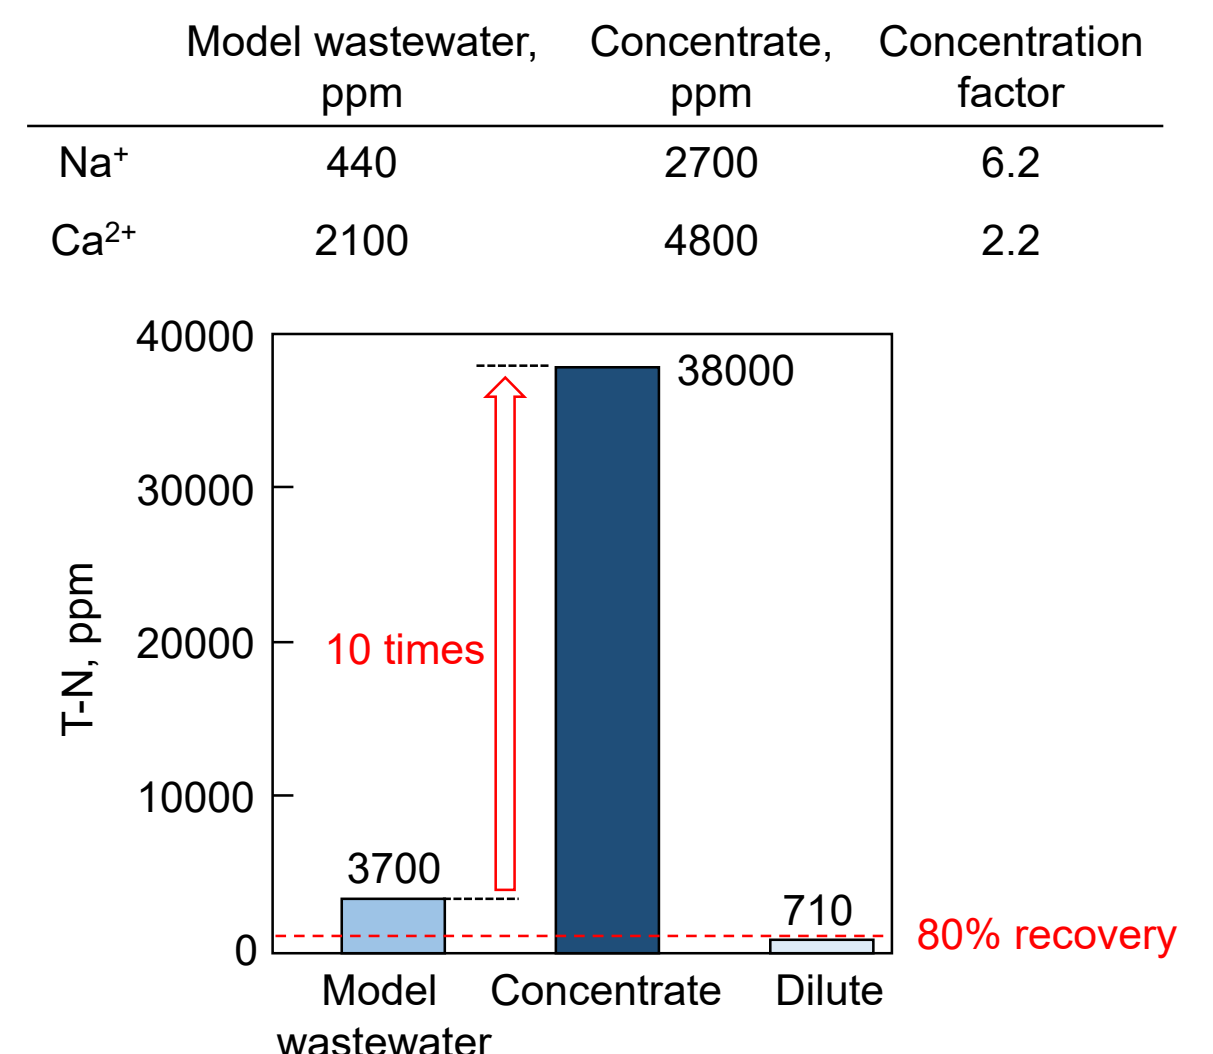 Model wastewater, Concentrate, Concentration
ppm ppm factor
Na⁺ 440 2700 6.2
Ca²⁺ 2100 4800 2.2
40000
38000
30000
20000
10 times
10000
3700
710
0
80% recovery
T-N, ppm
Model Concentrate Dilute
wastewater